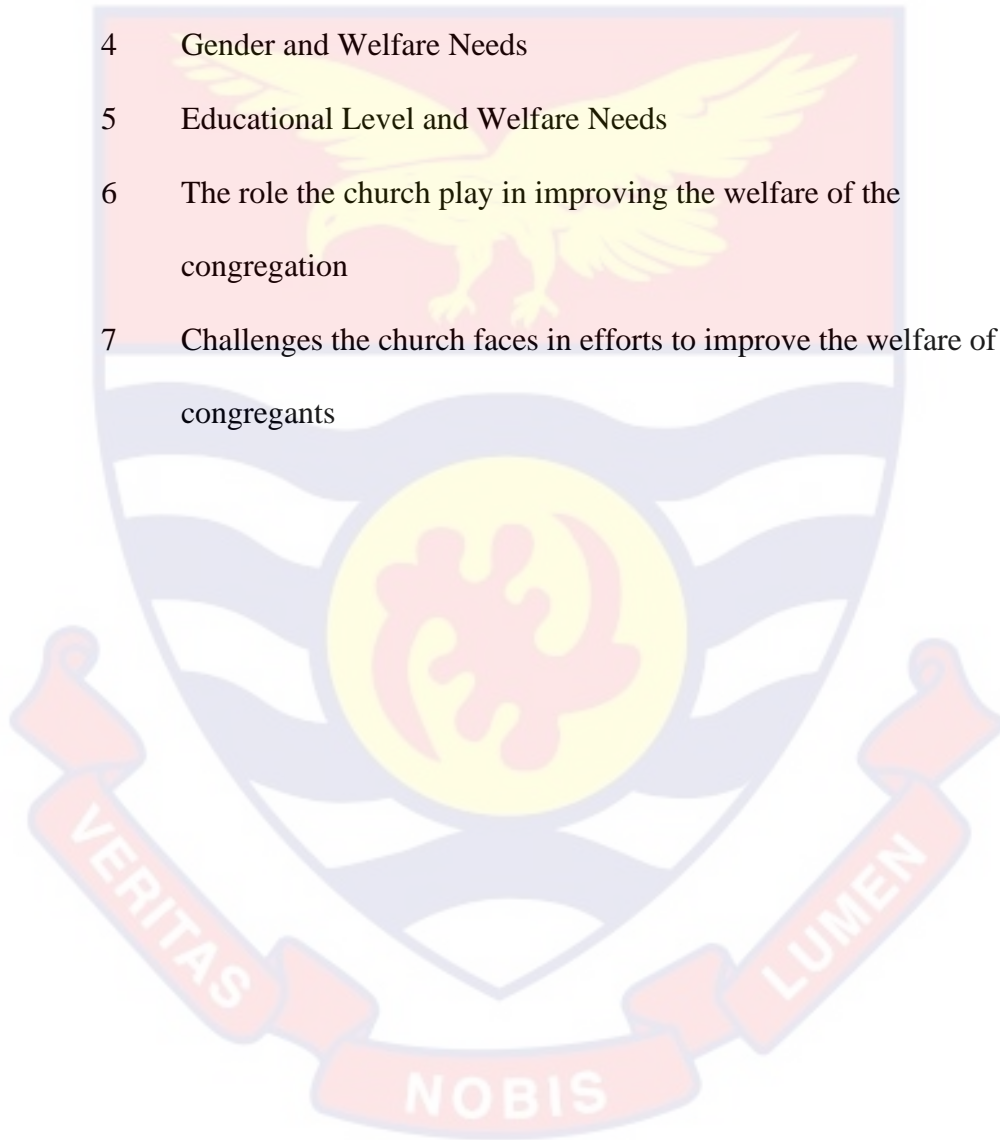 4 Gender and Welfare Needs
5 Educational Level and Welfare Needs
6 The role the church play in improving the welfare of the
congregation
7 Challenges the church faces in efforts to improve the welfare of
congregants
VERITAS
NOBIS
LUMEN